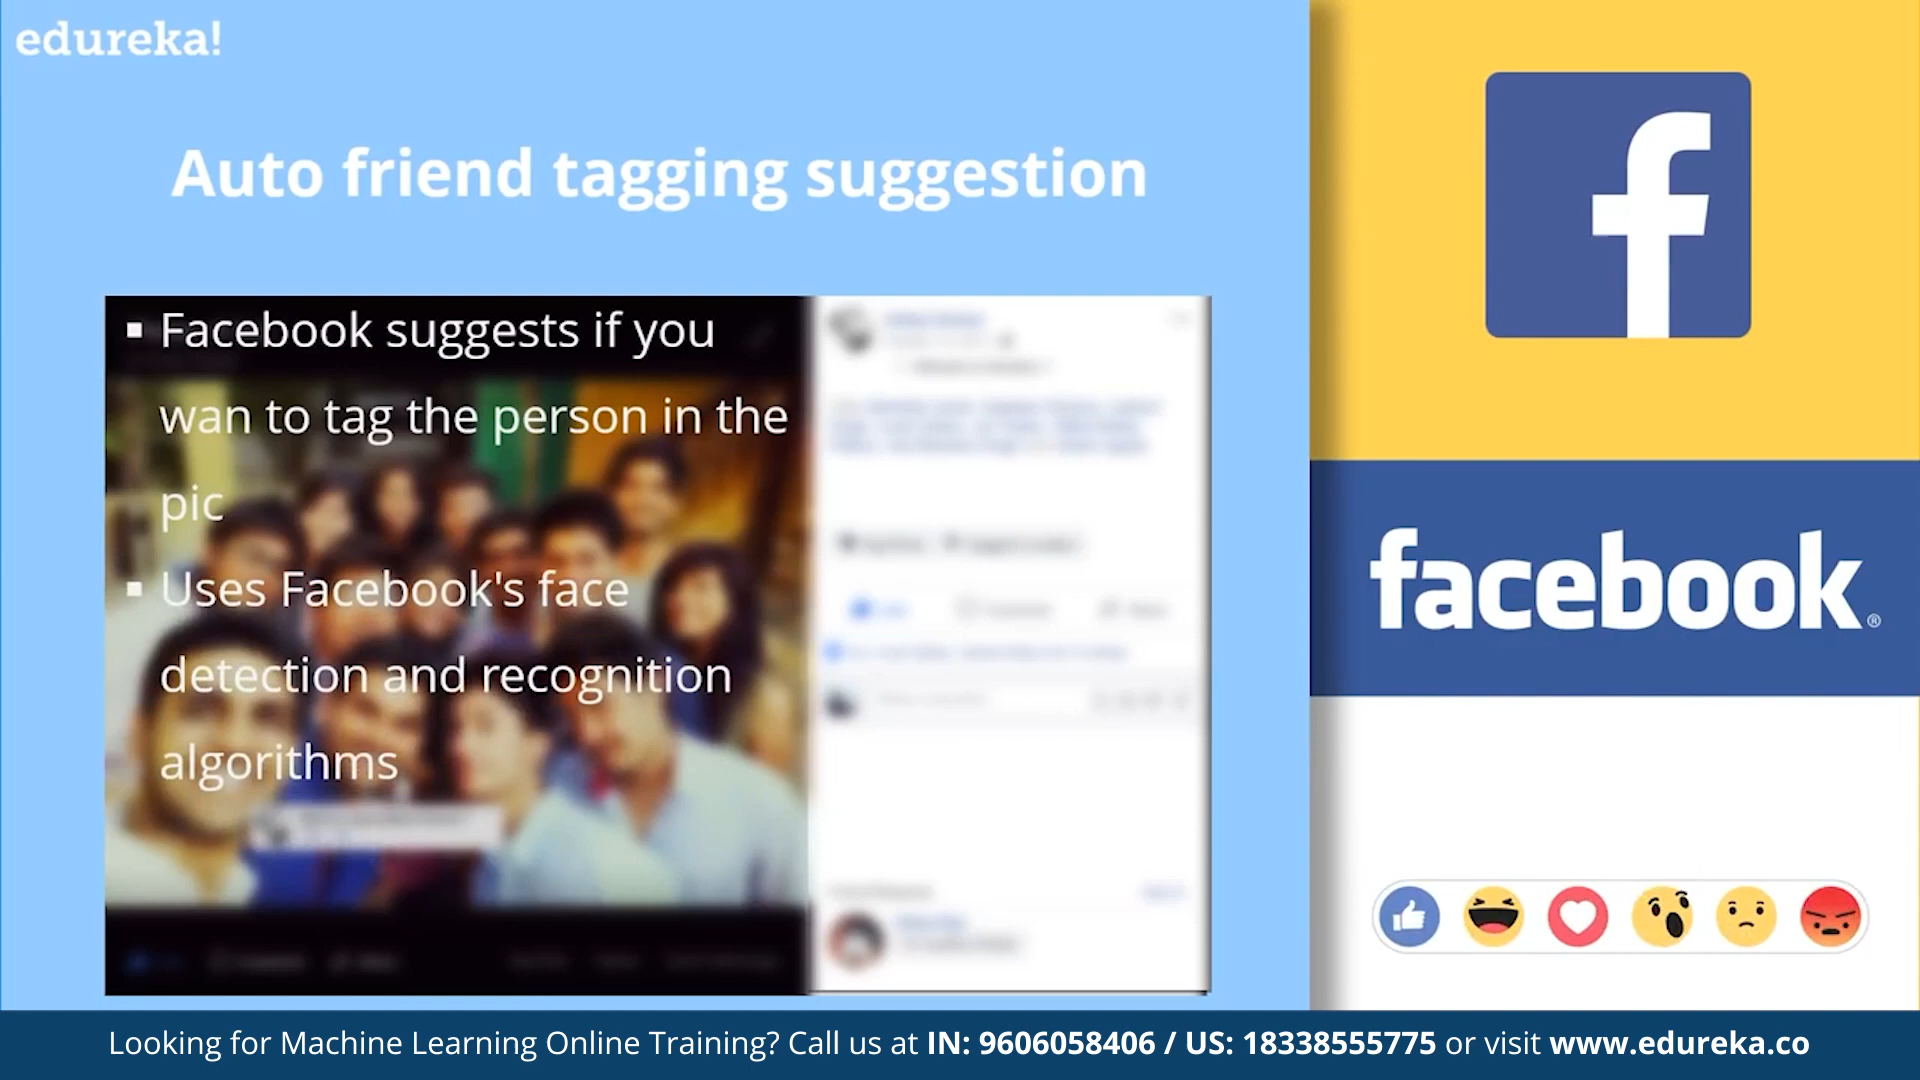 edureka!
Auto friend tagging suggestion
▪ Facebook suggests if you
wan to tag the person in the
pic
▪ Uses Facebook's face
detection and recognition
algorithms
f
facebook®
Looking for Machine Learning Online Training? Call us at IN: 9606058406 / US: 18338555775 or visit www.edureka.co